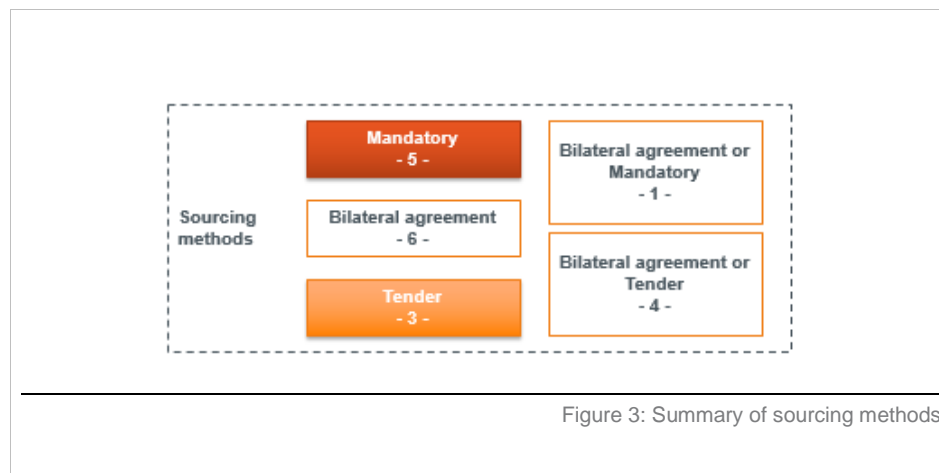 Sourcing
methods
Mandatory
- 5 -
Bilateral agreement
- 6 -
Tender
- 3 -
Bilateral agreement or
Mandatory
- 1 -
Bilateral agreement or
Tender
- 4 -
Figure 3: Summary of sourcing methods